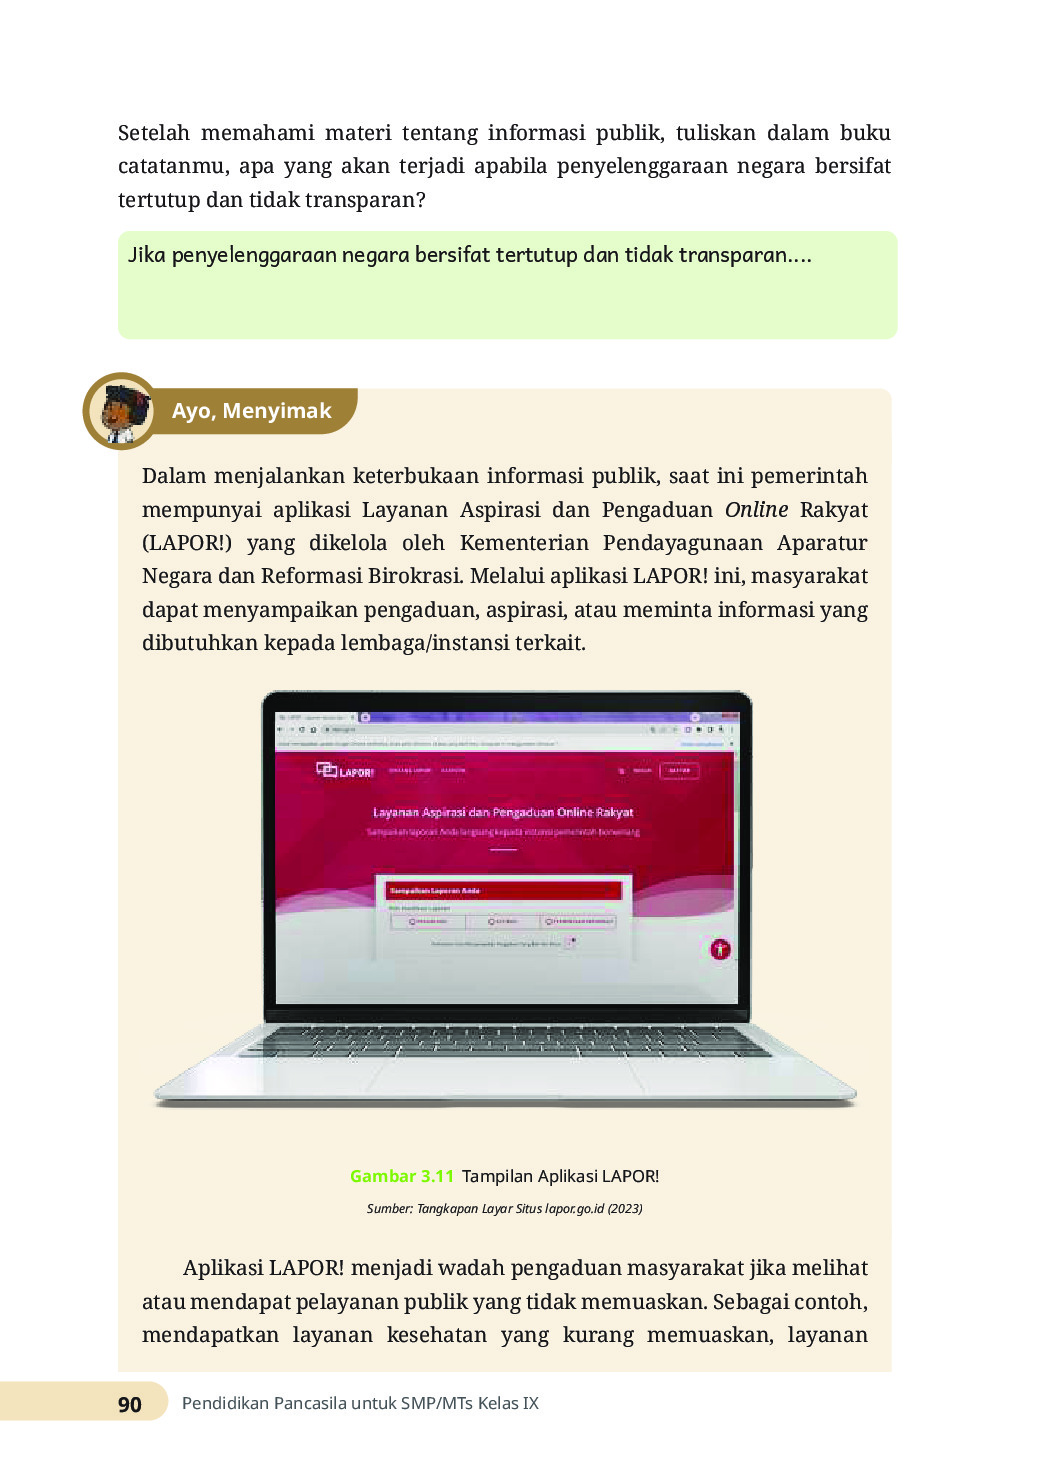 Setelah memahami materi tentang informasi publik, tuliskan dalam buku
catatanmu, apa yang akan terjadi apabila penyelenggaraan negara bersifat
tertutup dan tidak transparan?
Jika penyelenggaraan negara bersifat tertutup dan tidak transparan....
Ayo, Menyimak
Dalam menjalankan keterbukaan informasi publik, saat ini pemerintah
mempunyai aplikasi Layanan Aspirasi dan Pengaduan Online Rakyat
(LAPOR!) yang dikelola oleh Kementerian Pendayagunaan Aparatur
Negara dan Reformasi Birokrasi. Melalui aplikasi LAPOR! ini, masyarakat
dapat menyampaikan pengaduan, aspirasi, atau meminta informasi yang
dibutuhkan kepada lembaga/instansi terkait.
LAPOR!
Layanan Aspirasi dan Pengaduan Online Rakyat
Sampaikan laporan Anda langsung kepada instansi pemerintah berwenang
Sampaikan Laporan Anda
Gambar 3.11 Tampilan Aplikasi LAPOR!
Sumber: Tangkapan Layar Situs lapor.go.id (2023)
Aplikasi LAPOR! menjadi wadah pengaduan masyarakat jika melihat
atau mendapat pelayanan publik yang tidak memuaskan. Sebagai contoh,
mendapatkan layanan kesehatan yang kurang memuaskan, layanan
90 Pendidikan Pancasila untuk SMP/MTs Kelas IX